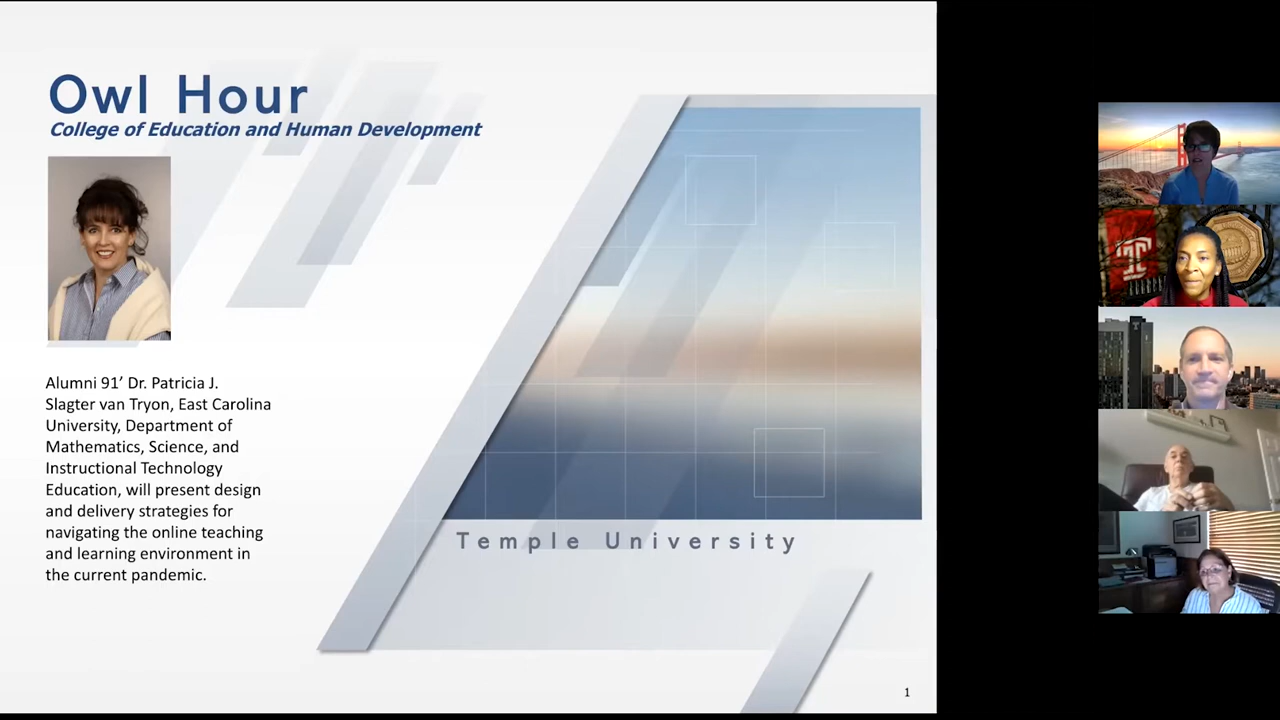 Owl Hour
College of Education and Human Development
Alumni 91’ Dr. Patricia J.
Slagter van Tryon, East Carolina
University, Department of
Mathematics, Science, and
Instructional Technology
Education, will present design
and delivery strategies for
navigating the online teaching
and learning environment in
the current pandemic.
Temple University
1